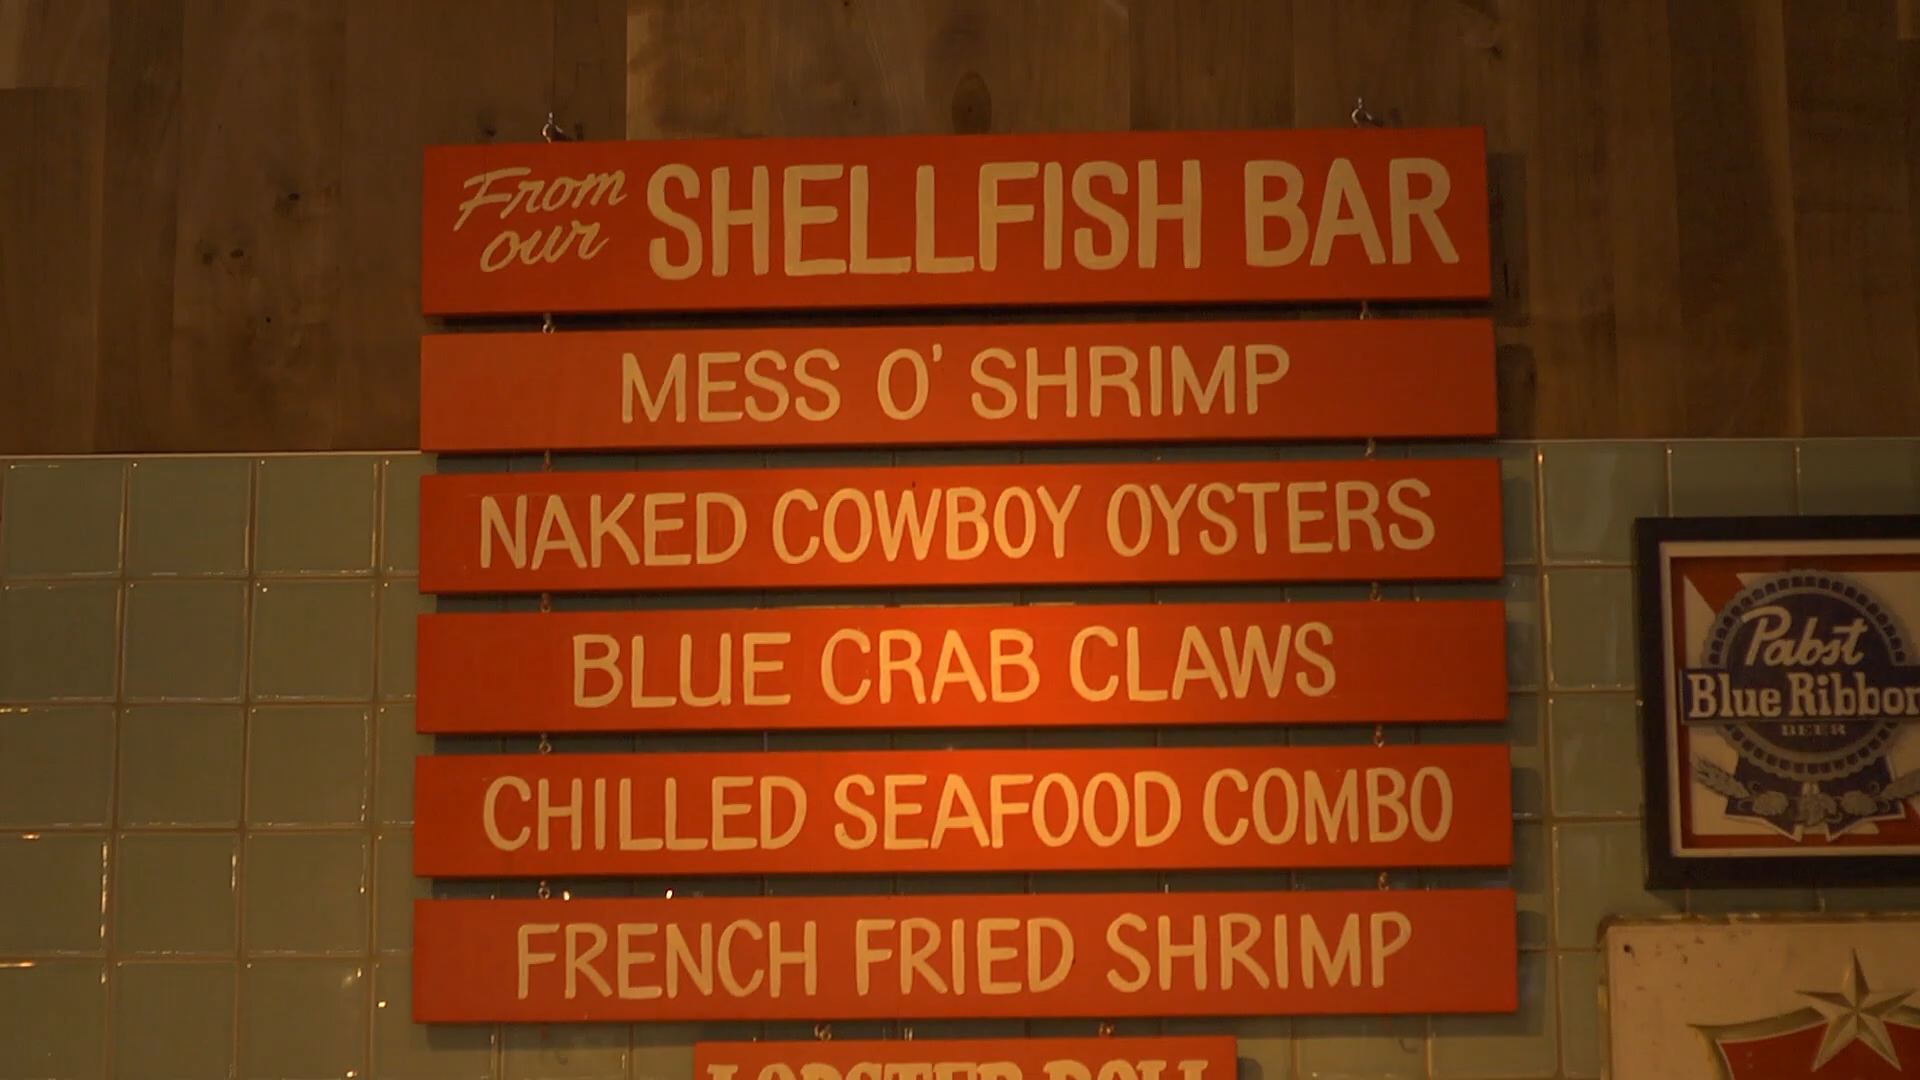 From our SHELLFISH BAR
MESS O' SHRIMP
NAKED COWBOY OYSTERS
BLUE CRAB CLAWS
CHILLED SEAFOOD COMBO
FRENCH FRIED SHRIMP
LOBSTER ROLL
Pabst
Blue Ribbon
BEER